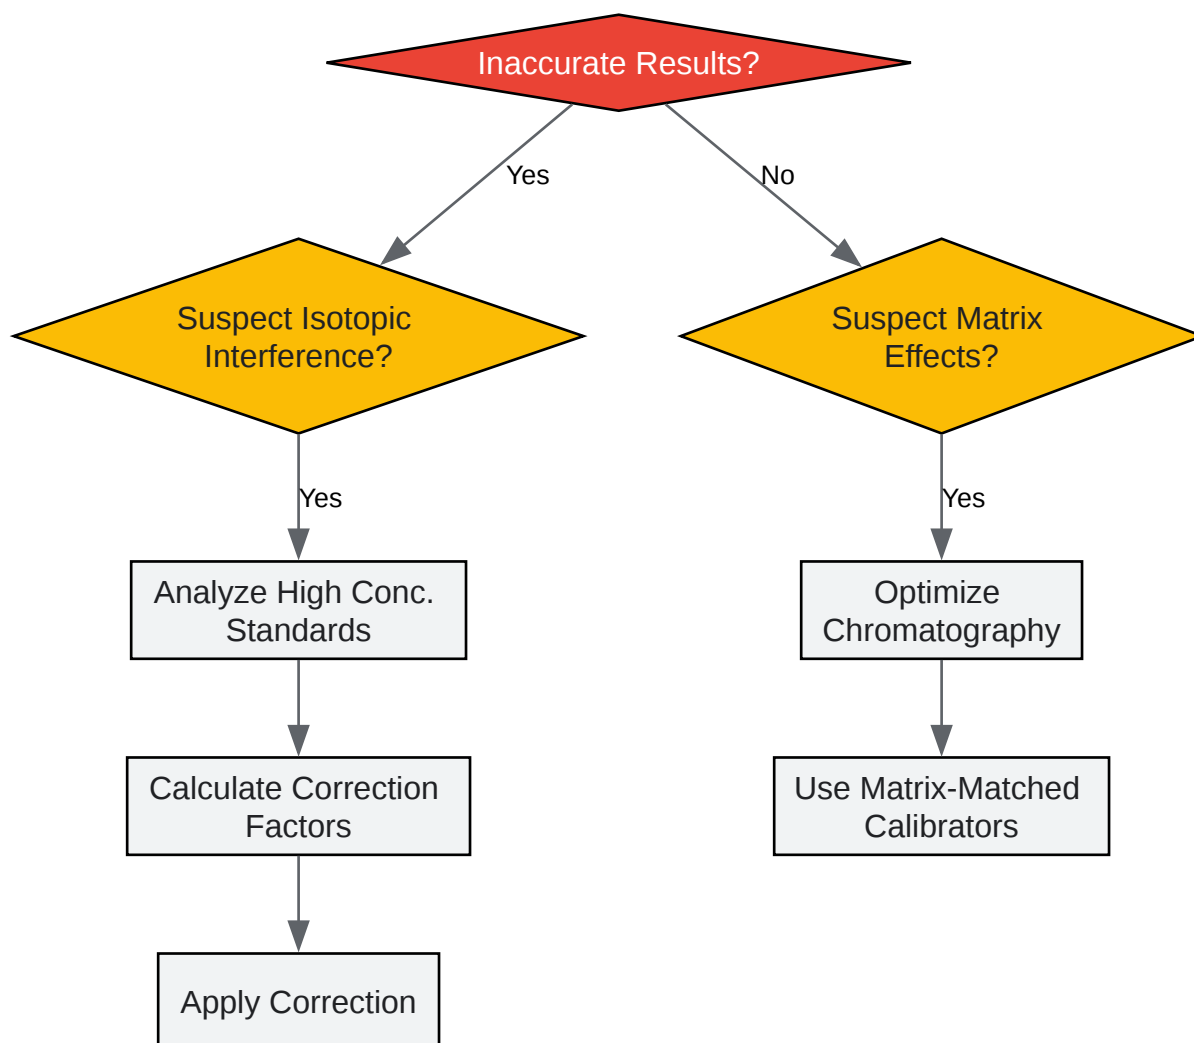 Inaccurate Results?
Yes
No
Suspect Isotopic
Interference?
Suspect Matrix
Effects?
Yes
Yes
Analyze High Conc.
Standards
Optimize
Chromatography
Calculate Correction
Factors
Use Matrix-Matched
Calibrators
Apply Correction